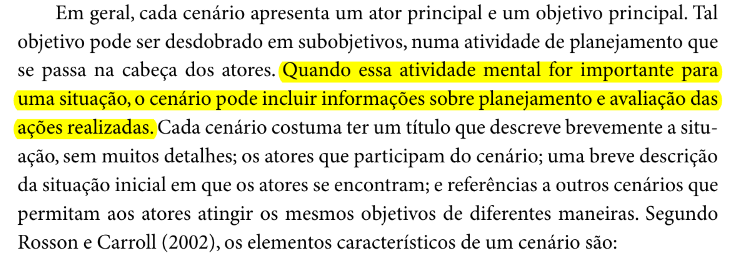 Em geral, cada cenário apresenta um ator principal e um objetivo principal. Tal
objetivo pode ser desdobrado em subobjetivos, numa atividade de planejamento que
se passa na cabeça dos atores. Quando essa atividade mental for importante para
uma situação, o cenário pode incluir informações sobre planejamento e avaliação das
ações realizadas. Cada cenário costuma ter um título que descreve brevemente a situ-
ação, sem muitos detalhes; os atores que participam do cenário; uma breve descrição
da situação inicial em que os atores se encontram; e referências a outros cenários que
permitam aos atores atingir os mesmos objetivos de diferentes maneiras. Segundo
Rosson e Carroll (2002), os elementos característicos de um cenário são: